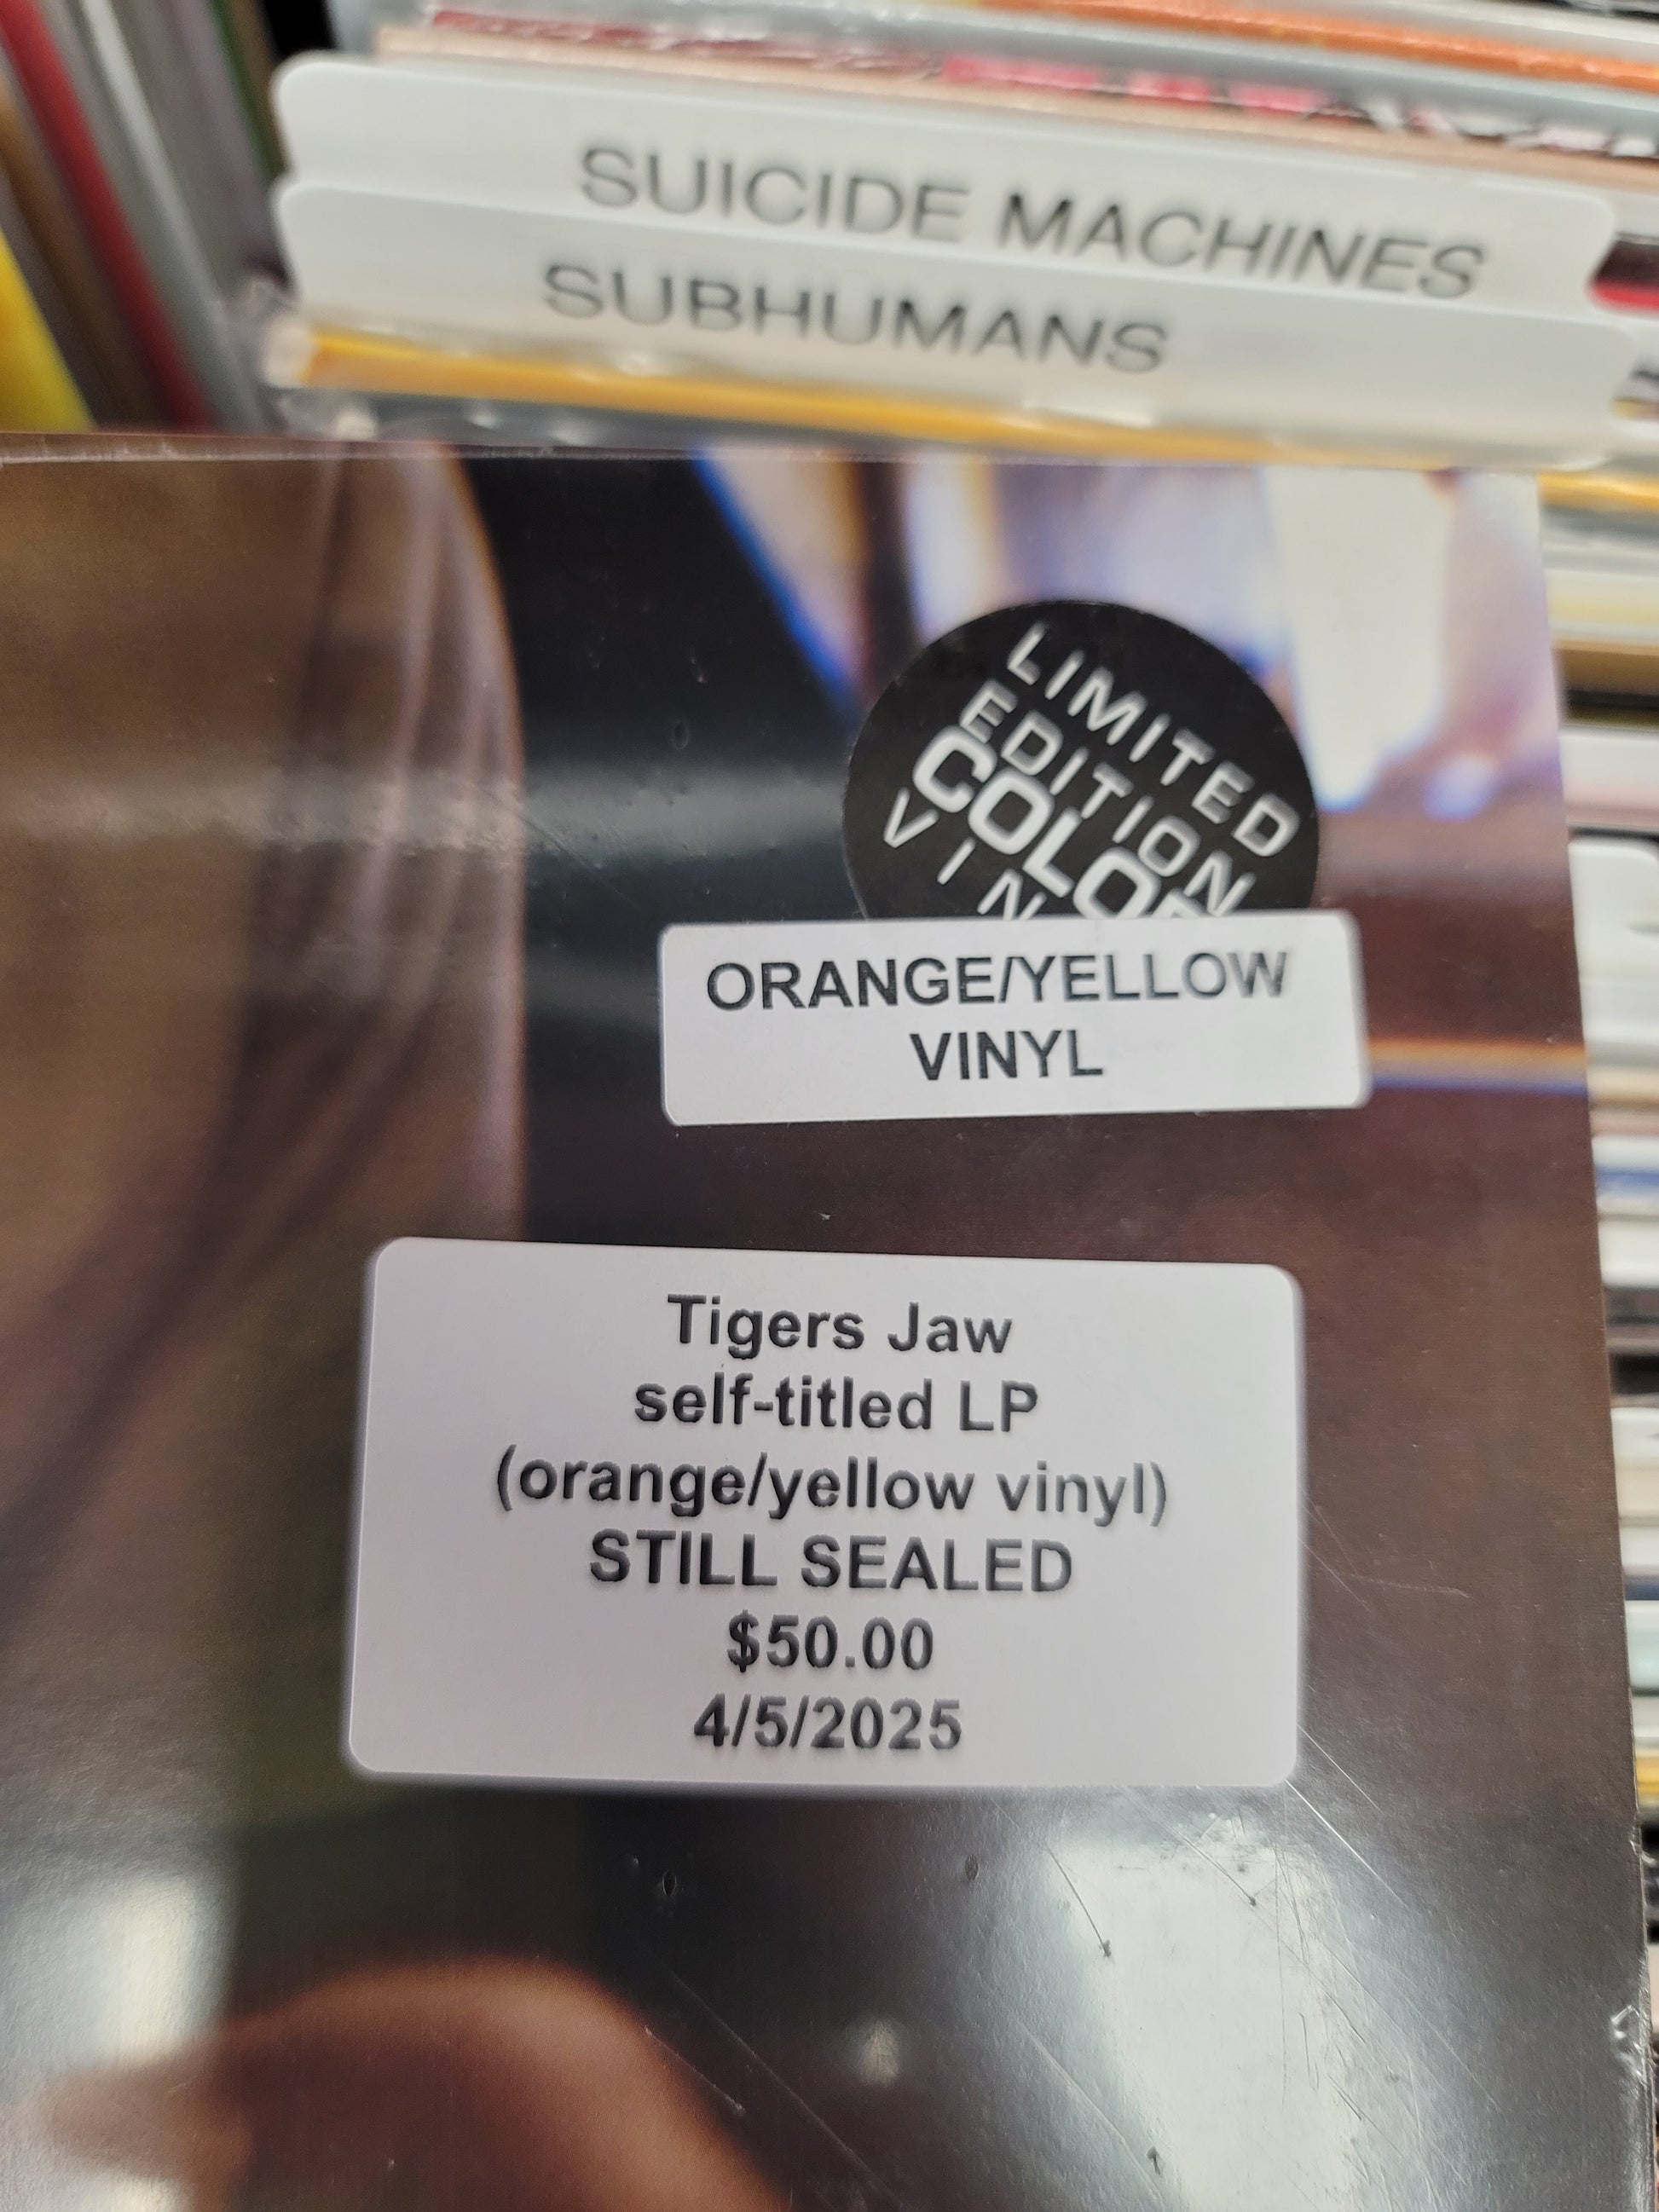 SUICIDE MACHINES
SUBHUMANS
LIMITED
EDITION
COLOR
VIN
ORANGE/YELLOW
VINYL
Tigers Jaw
self-titled LP
(orange/yellow vinyl)
STILL SEALED
$50.00
4/5/2025